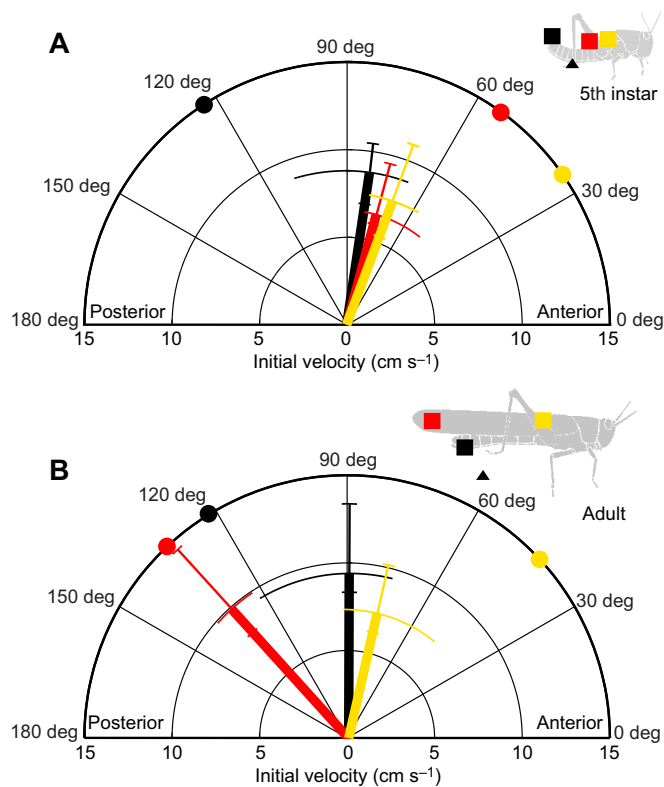 A
90 deg
120 deg
60 deg
5th instar
150 deg
30 deg
Posterior
Anterior
180 deg
0 deg
15
10
5
0
5
10
15
Initial velocity (cm s⁻¹)
B
90 deg
Adult
120 deg
60 deg
150 deg
30 deg
Posterior
Anterior
180 deg
0 deg
15
10
5
0
5
10
15
Initial velocity (cm s⁻¹)